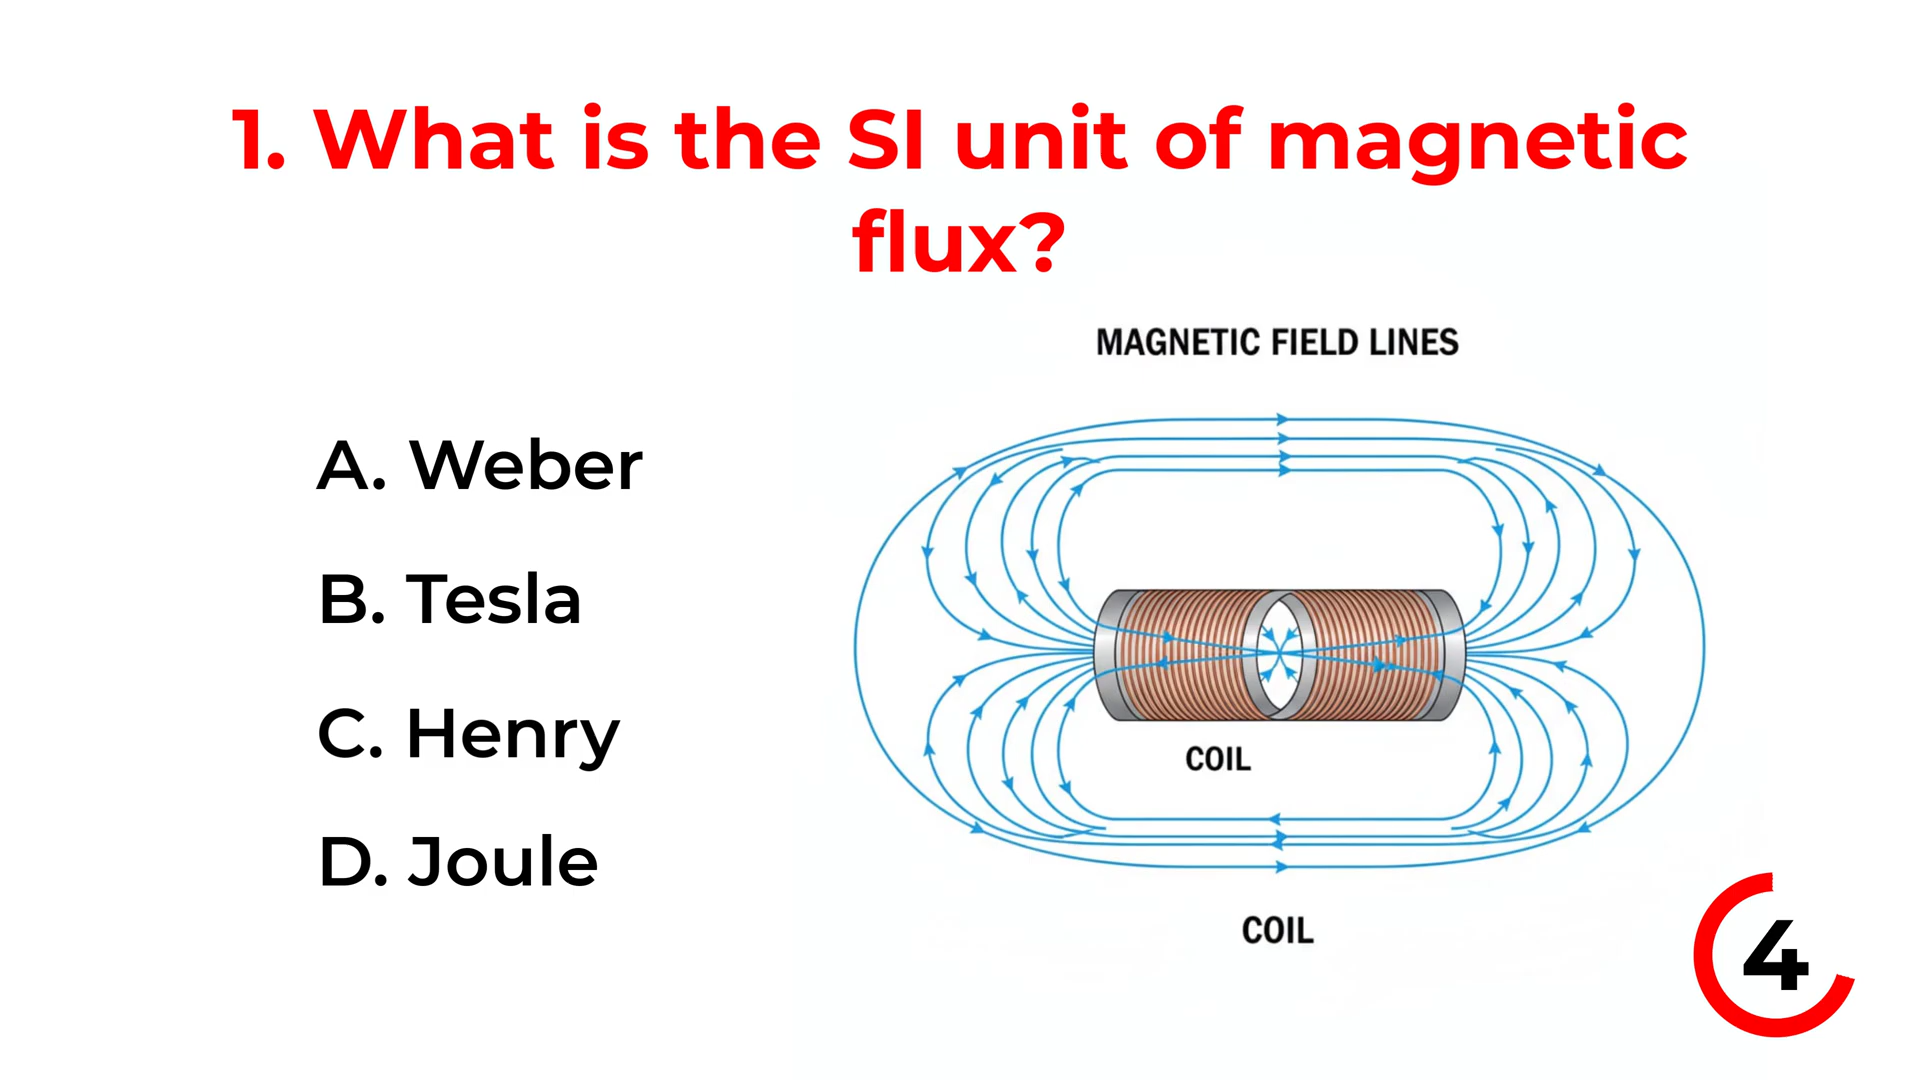 1. What is the SI unit of magnetic
flux?
MAGNETIC FIELD LINES
A. Weber
B. Tesla
C. Henry
D. Joule
COIL
COIL
4